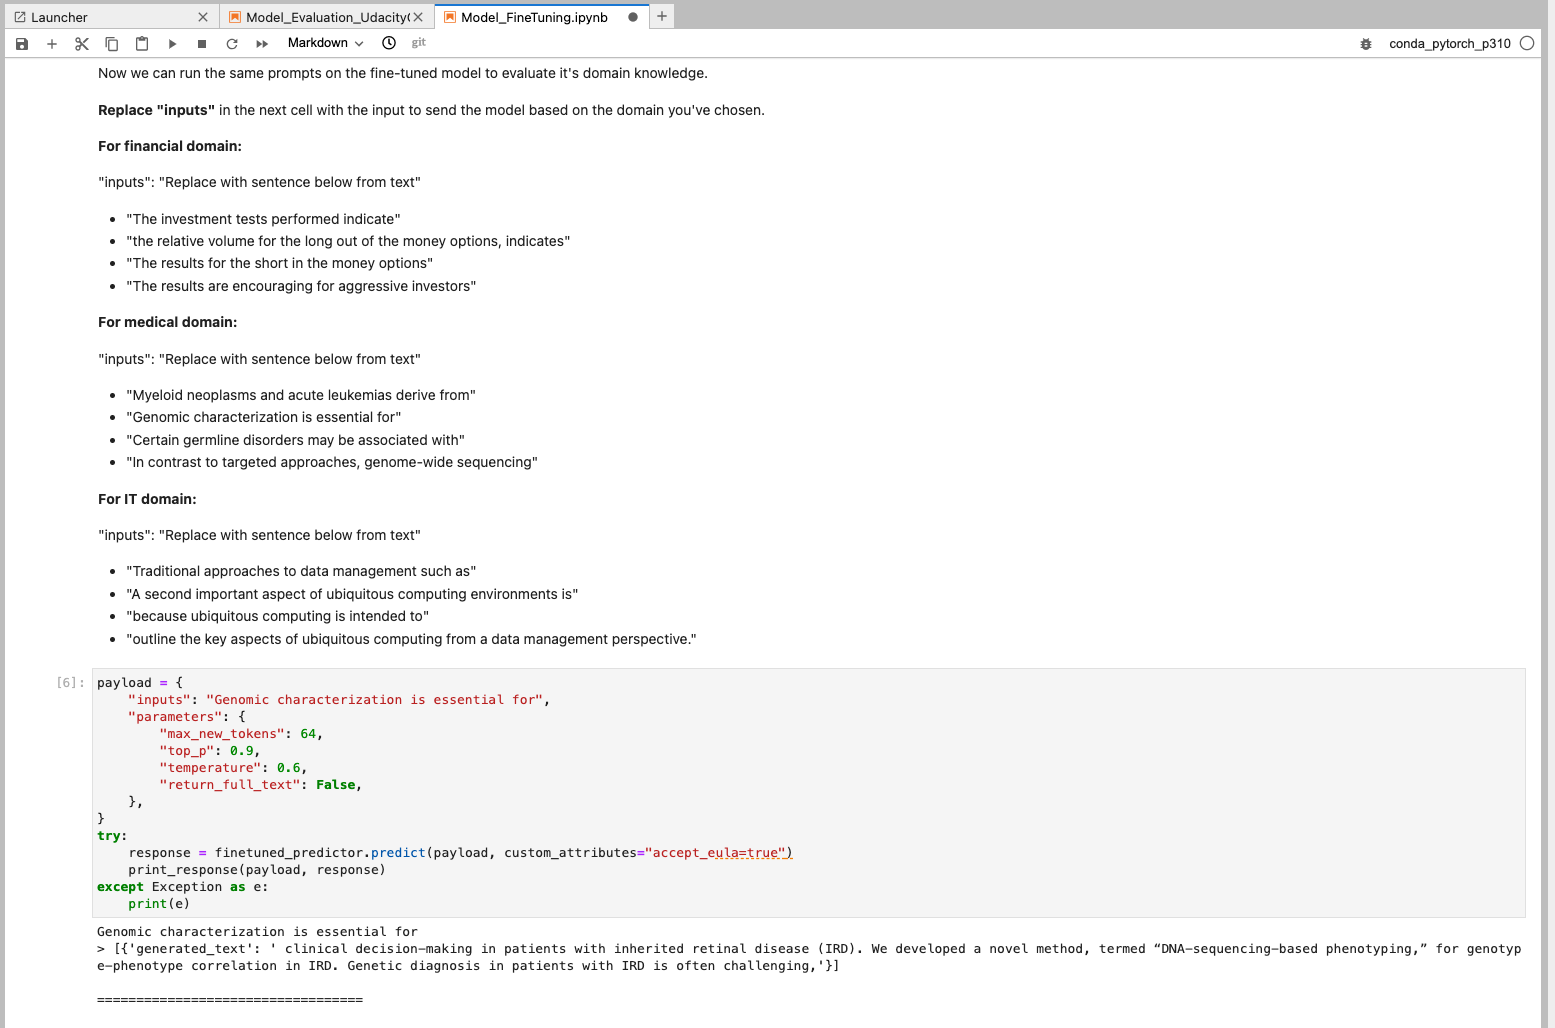 Launcher
Model_Evaluation_Udacity(
Model_FineTuning.ipynb
Markdown
git
conda_pytorch_p310
Now we can run the same prompts on the fine-tuned model to evaluate it's domain knowledge.
Replace "inputs" in the next cell with the input to send the model based on the domain you've chosen.
For financial domain:
"inputs": "Replace with sentence below from text"
• "The investment tests performed indicate"
• "the relative volume for the long out of the money options, indicates"
• "The results for the short in the money options"
• "The results are encouraging for aggressive investors"
For medical domain:
"inputs": "Replace with sentence below from text"
• "Myeloid neoplasms and acute leukemias derive from"
• "Genomic characterization is essential for"
• "Certain germline disorders may be associated with"
• "In contrast to targeted approaches, genome-wide sequencing"
For IT domain:
"inputs": "Replace with sentence below from text"
• "Traditional approaches to data management such as"
• "A second important aspect of ubiquitous computing environments is"
• "because ubiquitous computing is intended to"
• "outline the key aspects of ubiquitous computing from a data management perspective."
[6]: payload = {
    "inputs": "Genomic characterization is essential for",
    "parameters": {
        "max_new_tokens": 64,
        "top_p": 0.9,
        "temperature": 0.6,
        "return_full_text": False,
    },
}
try:
    response = finetuned_predictor.predict(payload, custom_attributes="accept_eula=true")
    print_response(payload, response)
except Exception as e:
    print(e)
Genomic characterization is essential for
> [{'generated_text': ' clinical decision-making in patients with inherited retinal disease (IRD). We developed a novel method, termed “DNA-sequencing-based phenotyping,” for genotyp
e-phenotype correlation in IRD. Genetic diagnosis in patients with IRD is often challenging,'}]
==================================